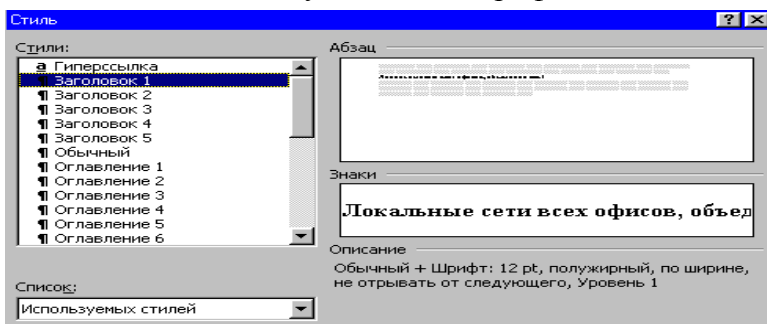 Стиль
Стили:
a Гиперссылка
¶ Заголовок 1
¶ Заголовок 2
¶ Заголовок 3
¶ Заголовок 4
¶ Заголовок 5
¶ Обычный
¶ Оглавление 1
¶ Оглавление 2
¶ Оглавление 3
¶ Оглавление 4
¶ Оглавление 5
¶ Оглавление 6
Список:
Используемых стилей
Абзац
Знаки
Локальные сети всех офисов, объед
Описание
Обычный + Шрифт: 12 pt, полужирный, по ширине,
не отрывать от следующего, Уровень 1